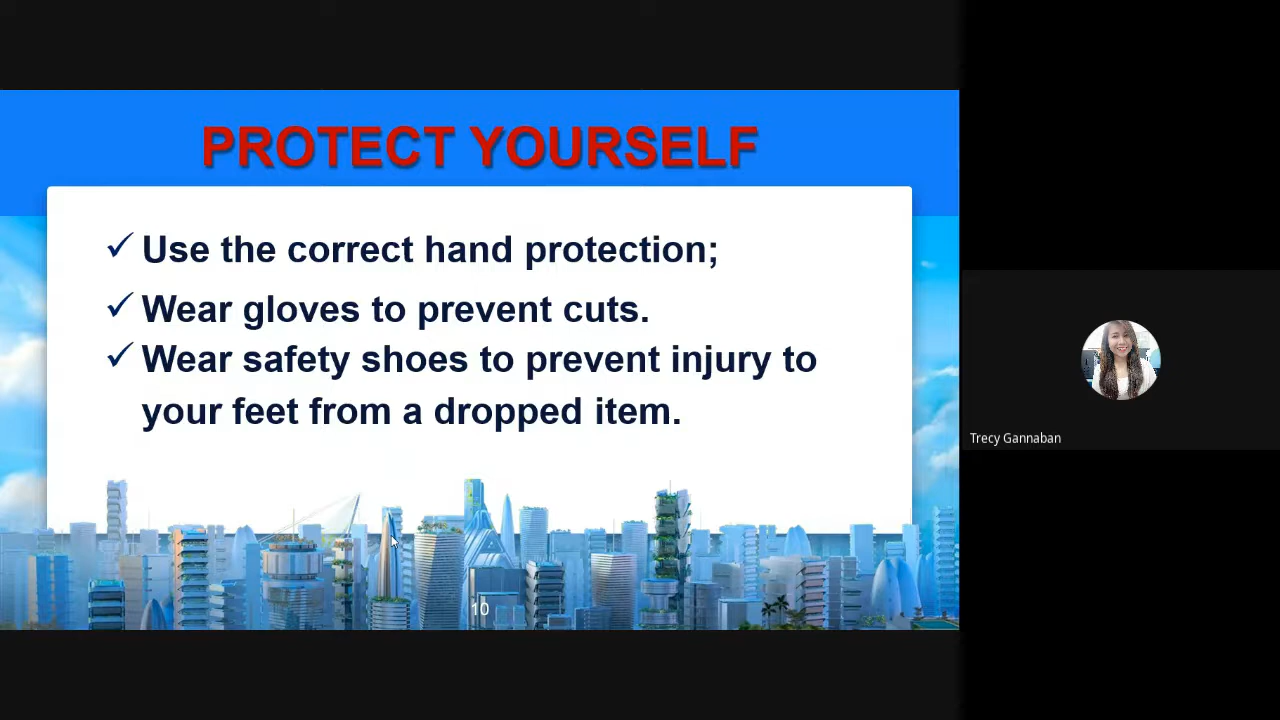 PROTECT YOURSELF
✓ Use the correct hand protection;
✓ Wear gloves to prevent cuts.
✓ Wear safety shoes to prevent injury to
your feet from a dropped item.
10
Trecy Gannaban